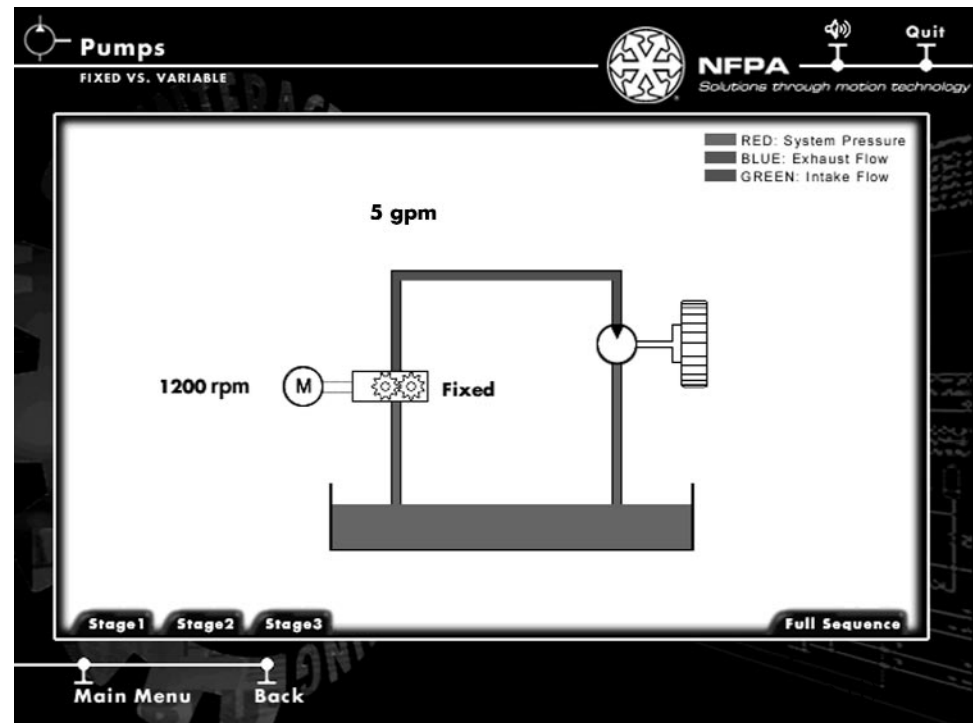 Pumps
FIXED VS. VARIABLE
Quit
NFPA
Solutions through motion technology
RED: System Pressure
BLUE: Exhaust Flow
GREEN: Intake Flow
5 gpm
1200 rpm
M
Fixed
Stage1 Stage2 Stage3
Full Sequence
Main Menu Back